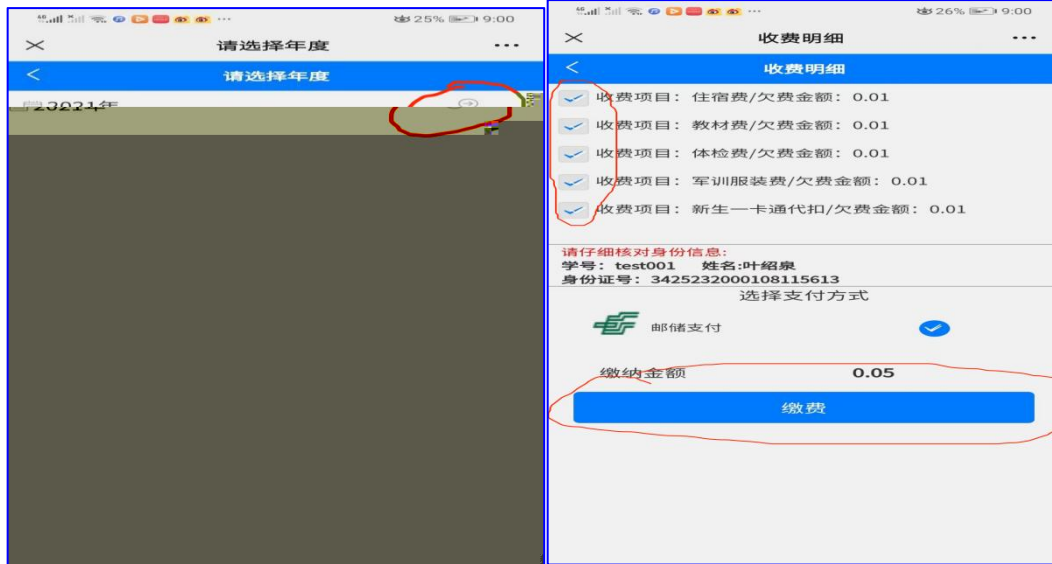 25% 9:00
请选择年度
请选择年度
2021年
26% 9:00
收费明细
收费明细
收费项目：住宿费/欠费金额：0.01
收费项目：教材费/欠费金额：0.01
收费项目：体检费/欠费金额：0.01
收费项目：军训服装费/欠费金额：0.01
收费项目：新生一卡通代扣/欠费金额：0.01
请仔细核对身份信息:
学号：test001 姓名:叶绍泉
身份证号：3425232000108115613
选择支付方式
邮储支付
缴纳金额 0.05
缴费